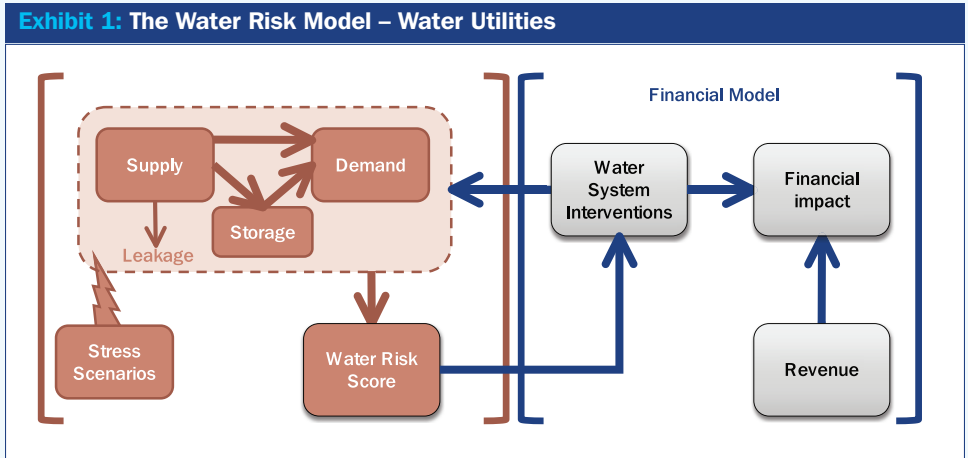 Exhibit 1: The Water Risk Model – Water Utilities
Financial Model
Supply
Demand
Storage
Leakage
Stress
Scenarios
Water Risk
Score
Water
System
Interventions
Financial
impact
Revenue